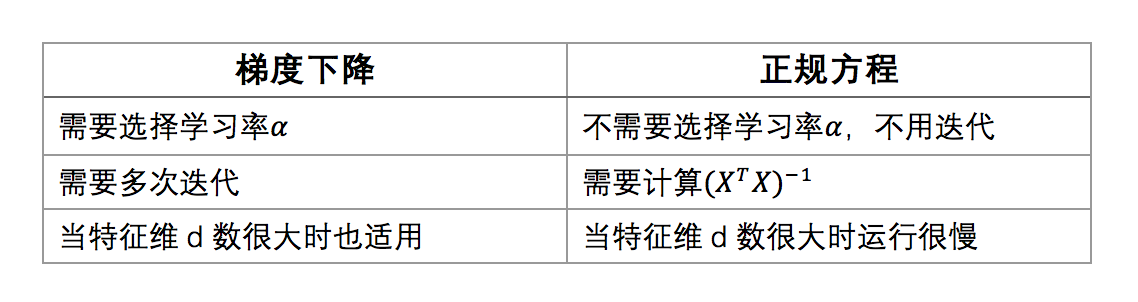 梯度下降 正规方程
需要选择学习率α 不需要选择学习率α，不用迭代
需要多次迭代 需要计算(XᵀX)⁻¹
当特征维 d 数很大时也适用 当特征维 d 数很大时运行很慢